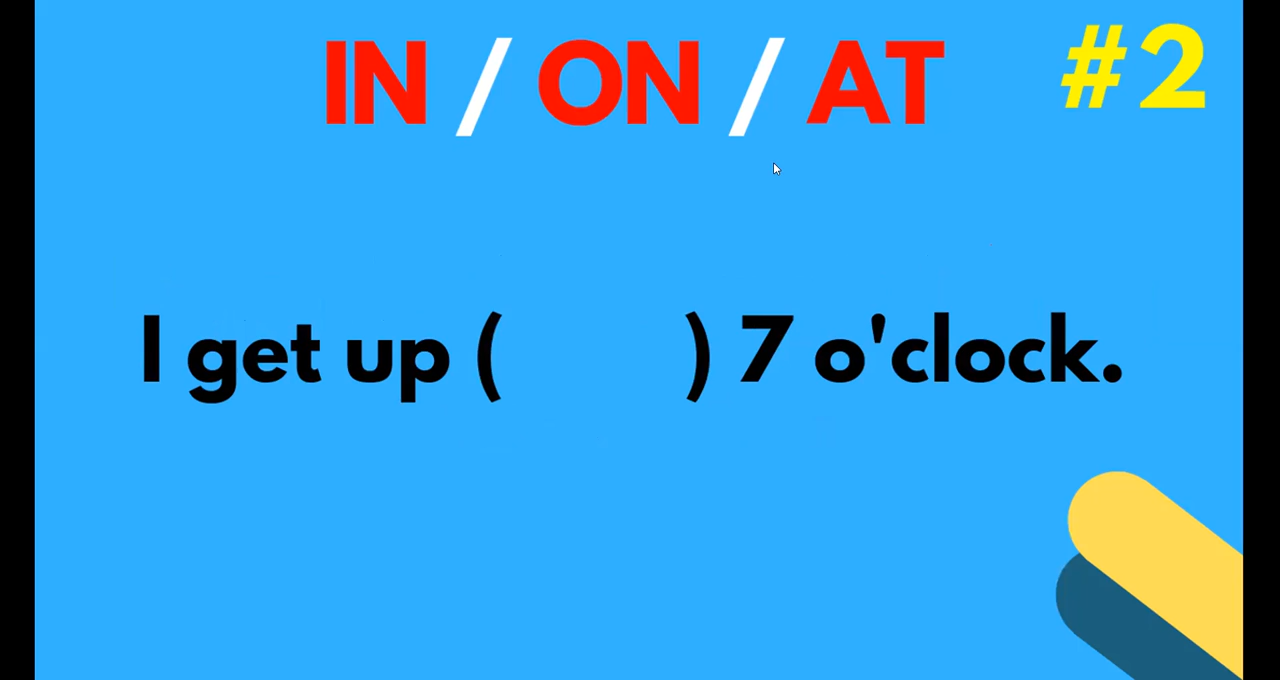 IN / ON / AT #2
I get up ( ) 7 o'clock.